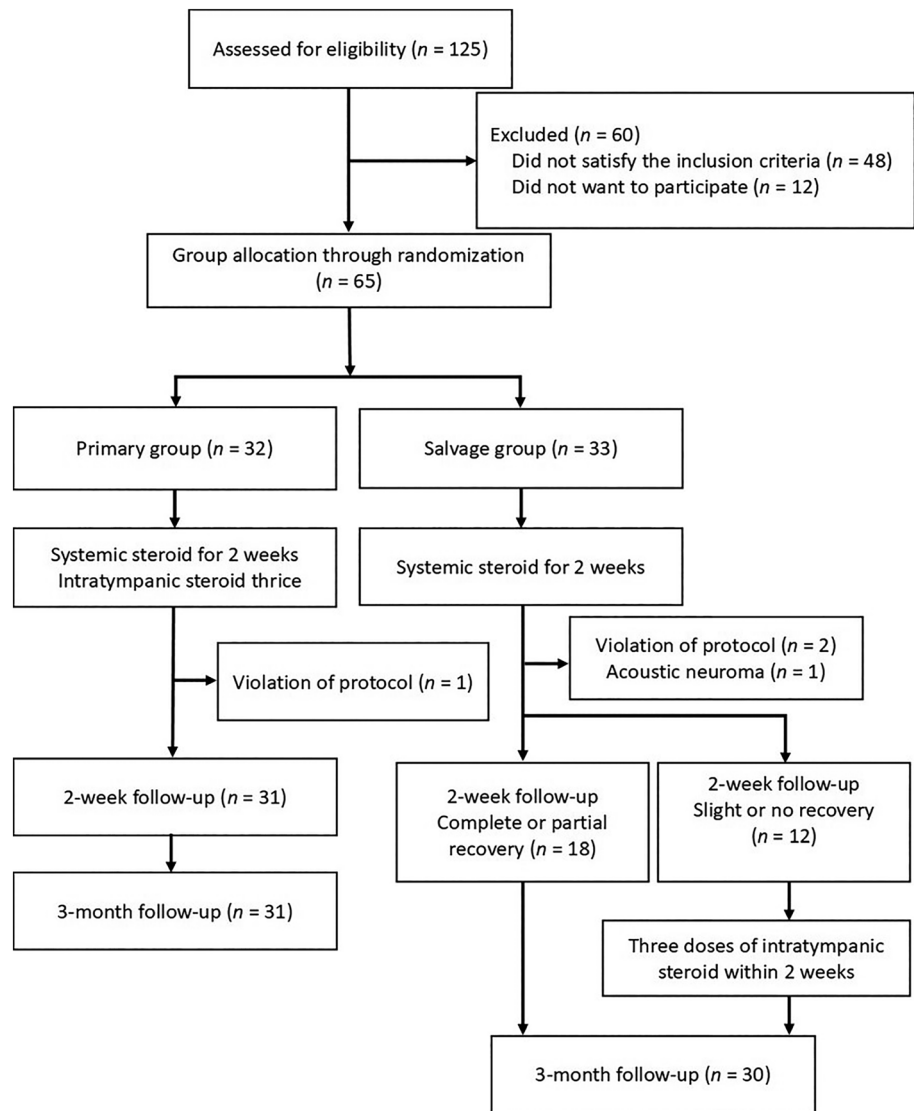 Assessed for eligibility (n = 125)
Excluded (n = 60)
Did not satisfy the inclusion criteria (n = 48)
Did not want to participate (n = 12)
Group allocation through randomization
(n = 65)
Primary group (n = 32)
Salvage group (n = 33)
Systemic steroid for 2 weeks
Intratympanic steroid thrice
Systemic steroid for 2 weeks
Violation of protocol (n = 1)
Violation of protocol (n = 2)
Acoustic neuroma (n = 1)
2-week follow-up (n = 31)
2-week follow-up
Complete or partial
recovery (n = 18)
2-week follow-up
Slight or no recovery
(n = 12)
3-month follow-up (n = 31)
Three doses of intratympanic
steroid within 2 weeks
3-month follow-up (n = 30)